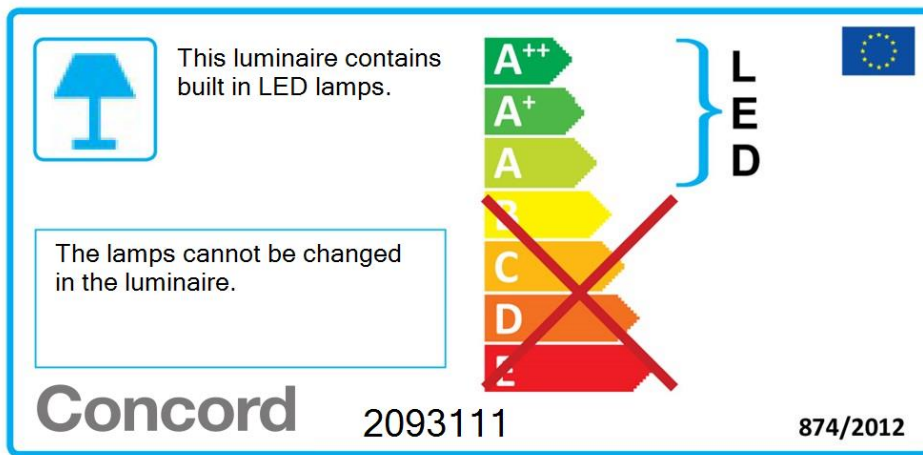 This luminaire contains
built in LED lamps.
A++
A+
A
B
C
D
E
L
E
D
The lamps cannot be changed
in the luminaire.
Concord
2093111
874/2012